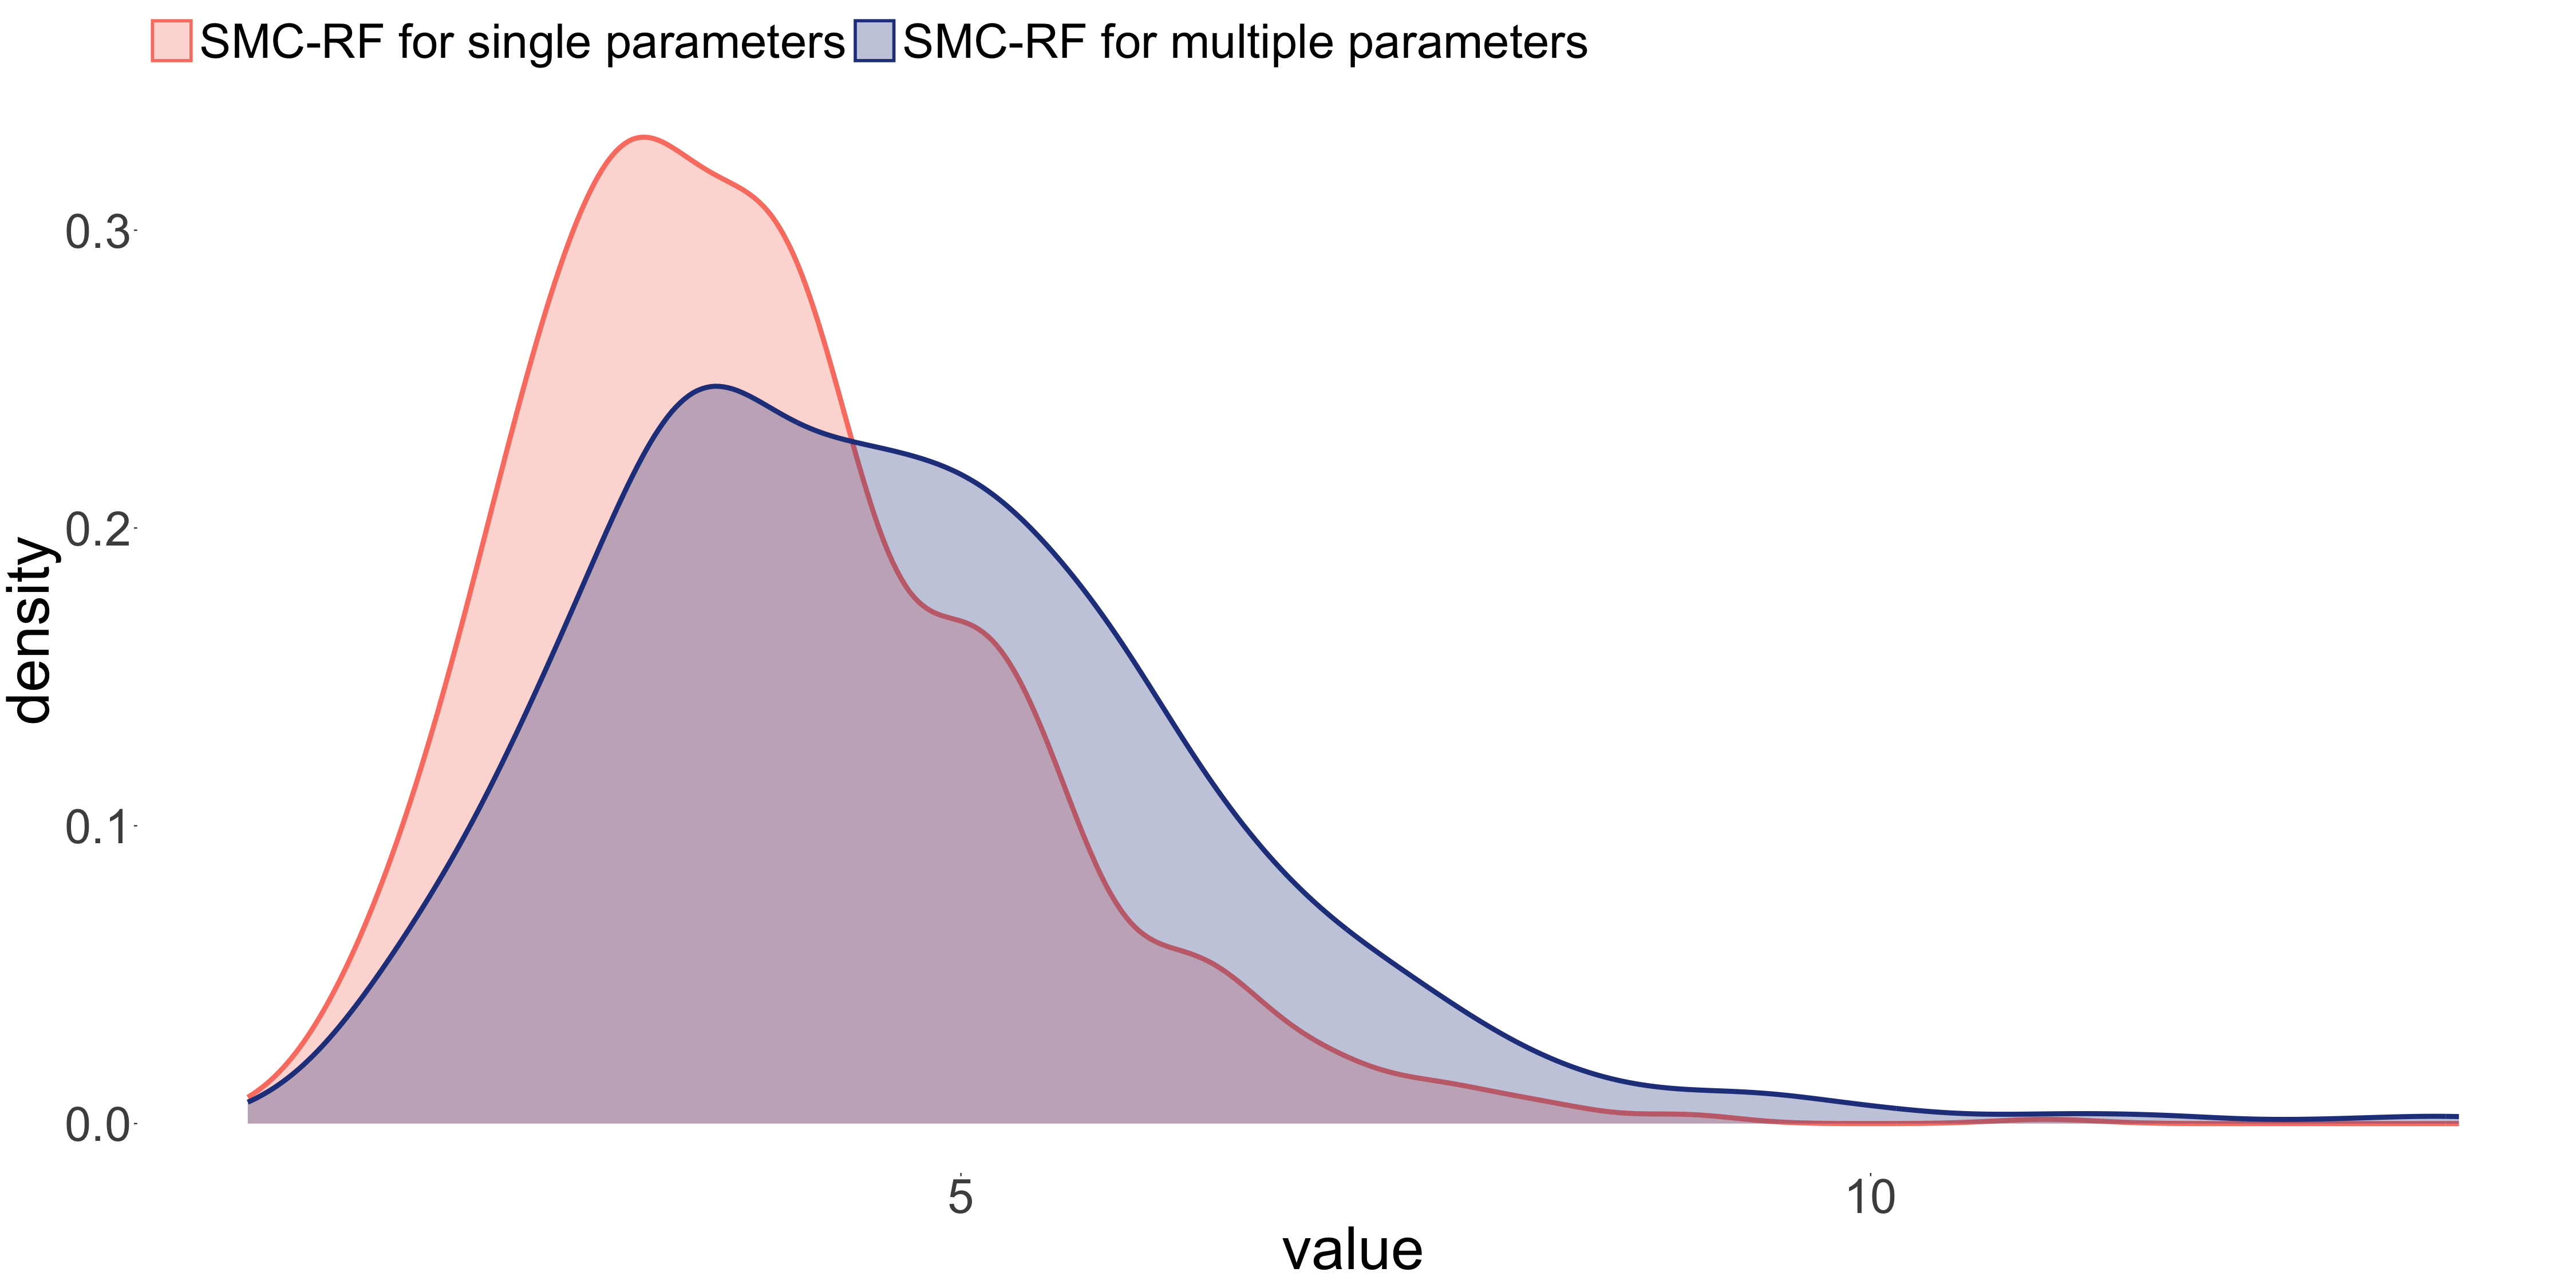 SMC-RF for single parameters SMC-RF for multiple parameters
0.3
0.2
0.1
0.0
density
5 10
value